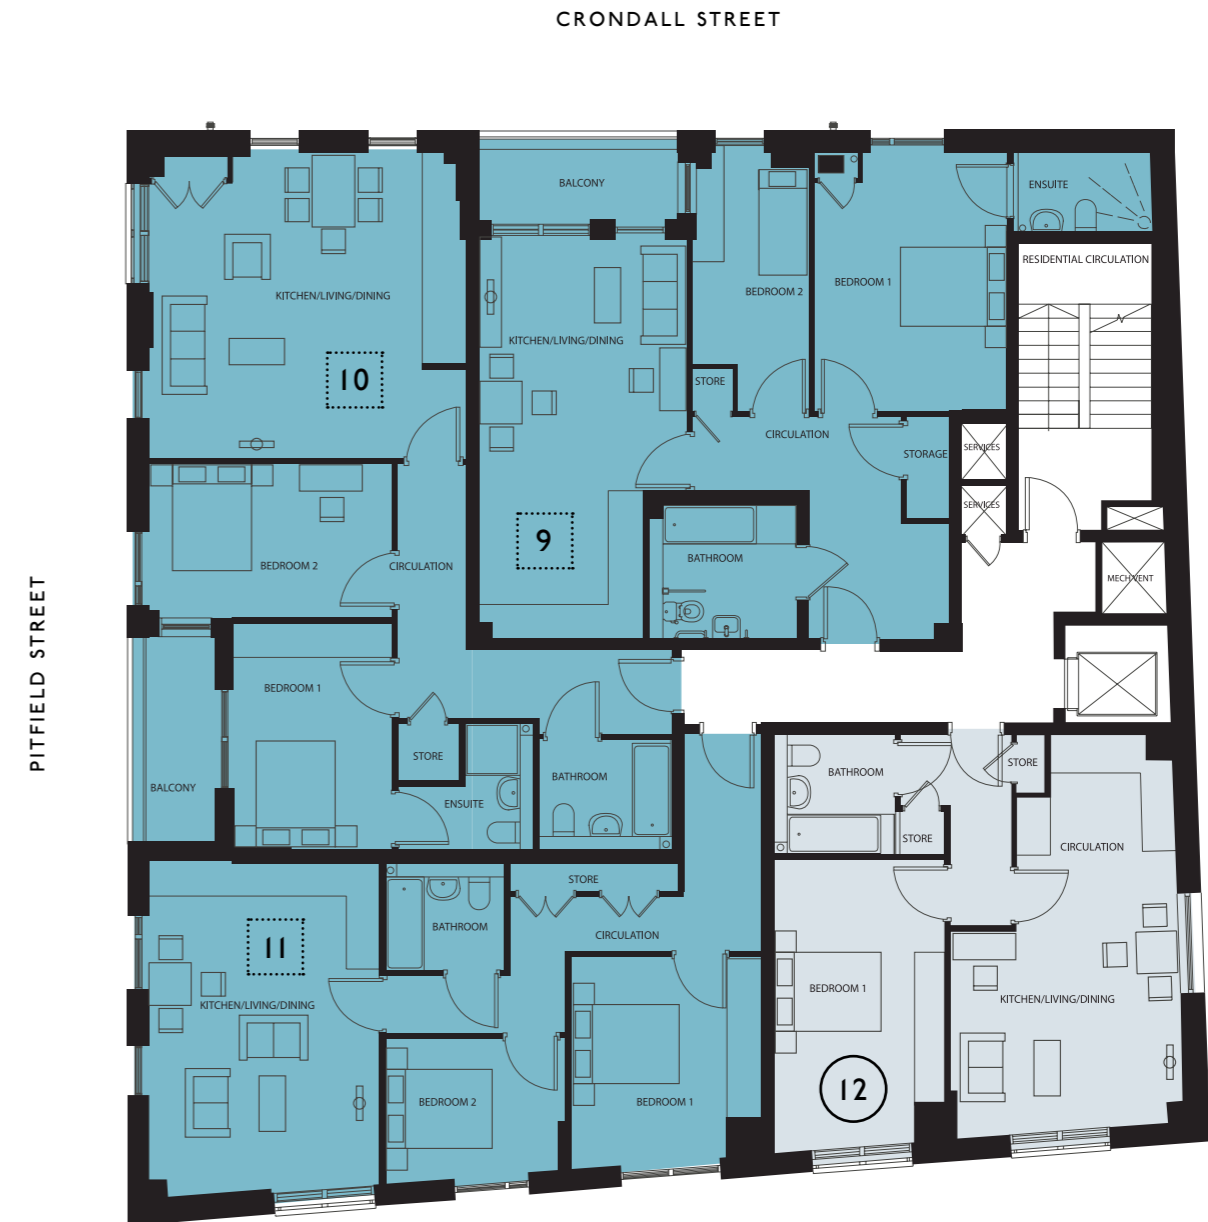 CRONDALL STREET
BALCONY
ENSUITE
RESIDENTIAL CIRCULATION
BEDROOM 1
BEDROOM 2
KITCHEN/LIVING/DINING
KITCHEN/LIVING/DINING
10
STORE
CIRCULATION
STORAGE
SERVICES
SERVICES
9
BATHROOM
BEDROOM 2
CIRCULATION
MECH VENT
PITFIELD STREET
BEDROOM 1
STORE
BALCONY
ENSUITE
BATHROOM
BATHROOM
STORE
STORE
CIRCULATION
STORE
BATHROOM
CIRCULATION
11
KITCHEN/LIVING/DINING
BEDROOM 1
KITCHEN/LIVING/DINING
12
BEDROOM 2
BEDROOM 1